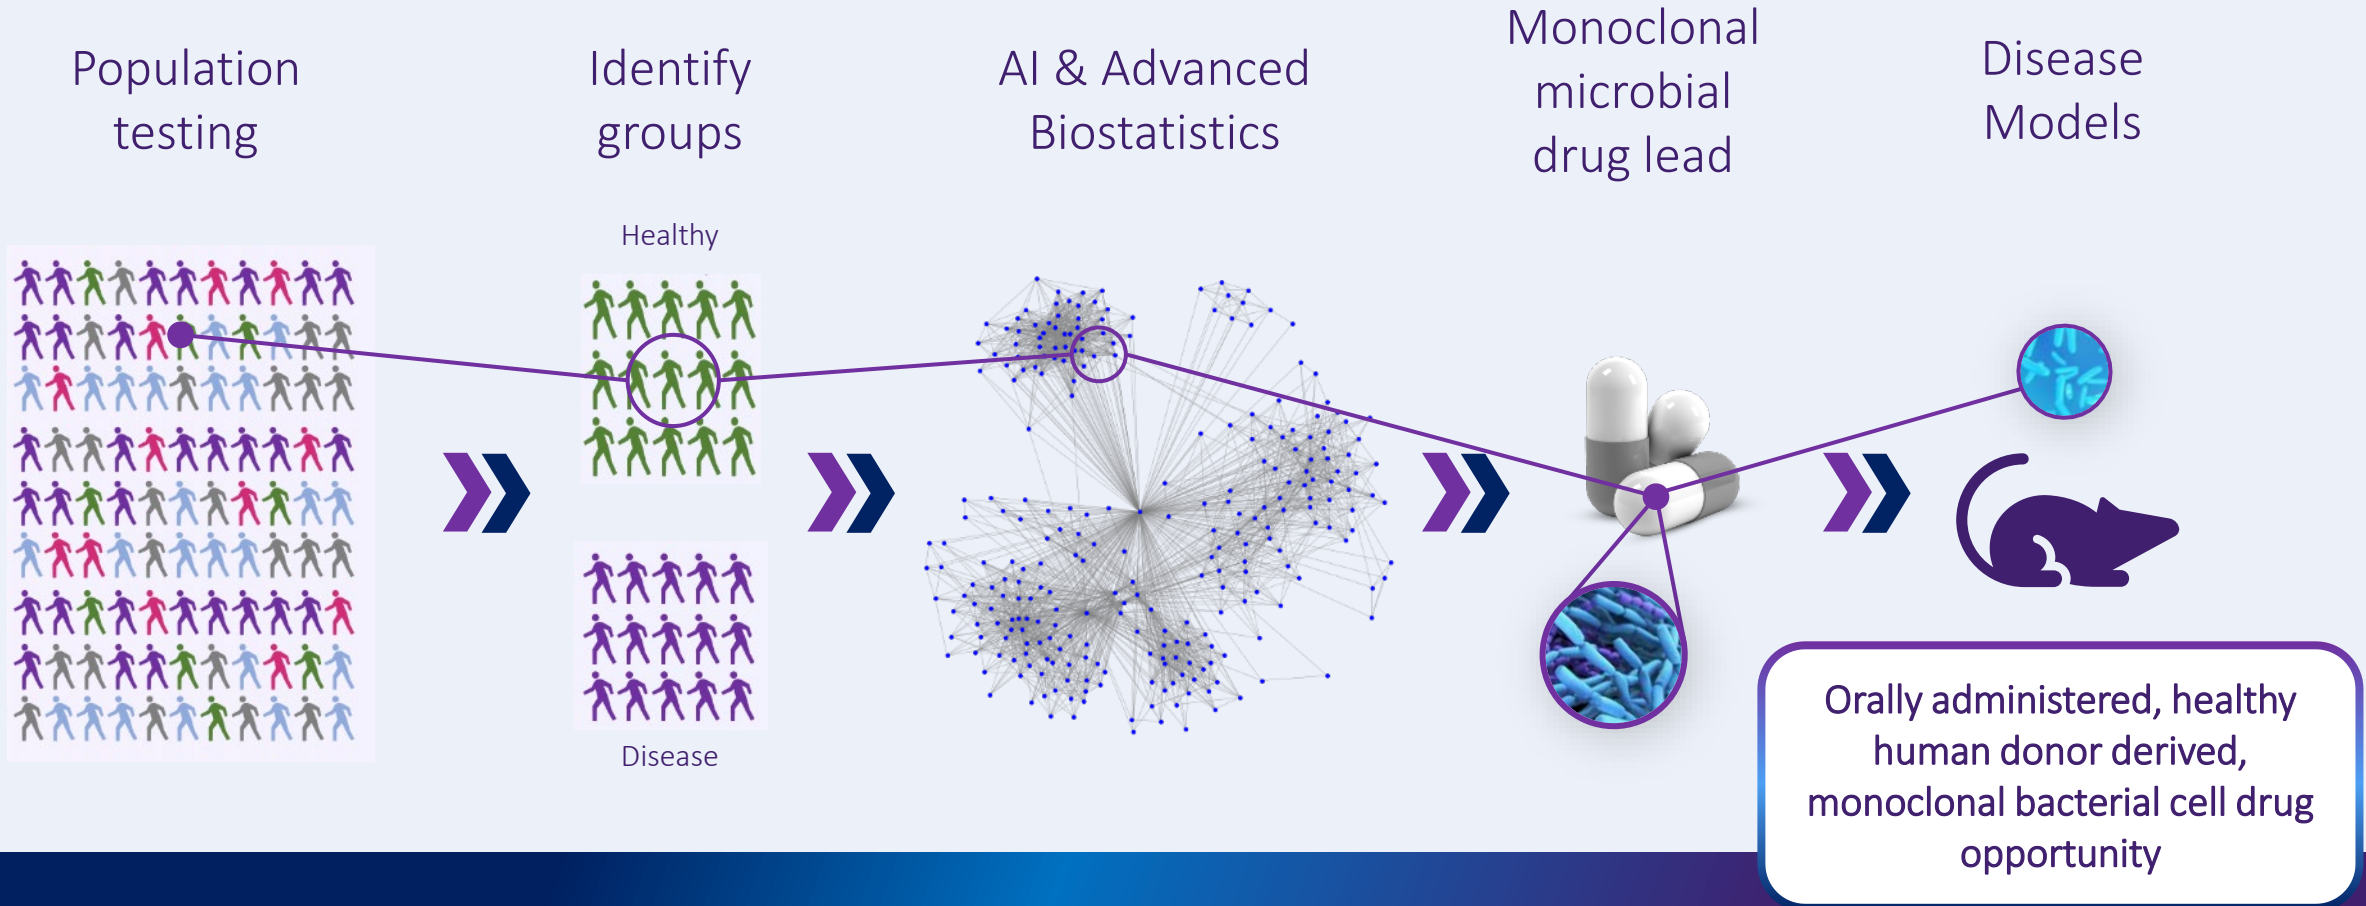 Population
testing
Identify
groups
AI & Advanced
Biostatistics
Monoclonal
microbial
drug lead
Disease
Models
Healthy
Disease
Orally administered, healthy
human donor derived,
monoclonal bacterial cell drug
opportunity